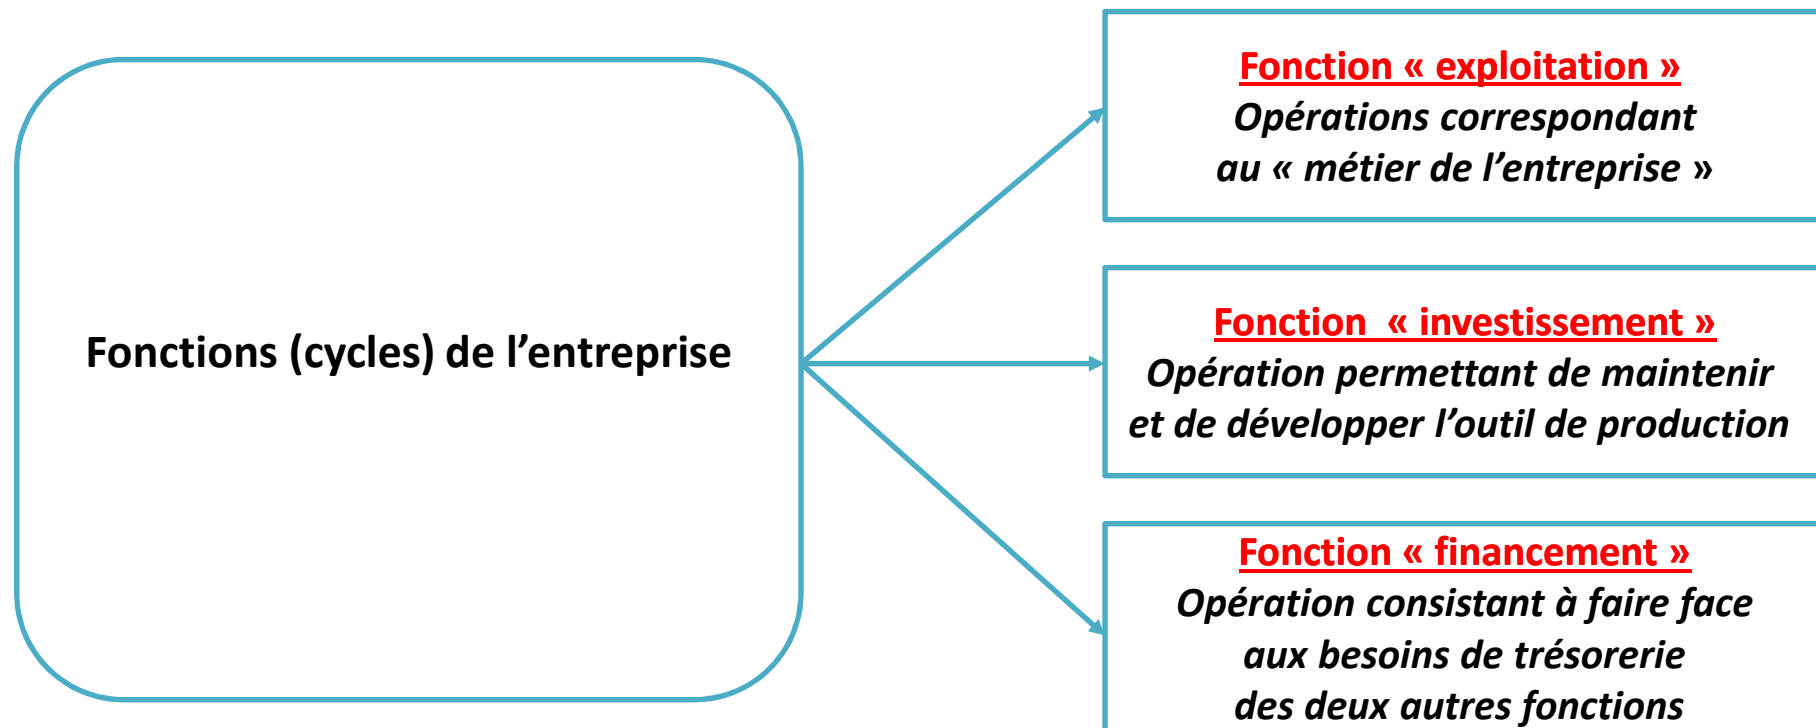 Fonctions (cycles) de l’entreprise
Fonction « exploitation »
Opérations correspondant
au « métier de l’entreprise »
Fonction « investissement »
Opération permettant de maintenir
et de développer l’outil de production
Fonction « financement »
Opération consistant à faire face
aux besoins de trésorerie
des deux autres fonctions